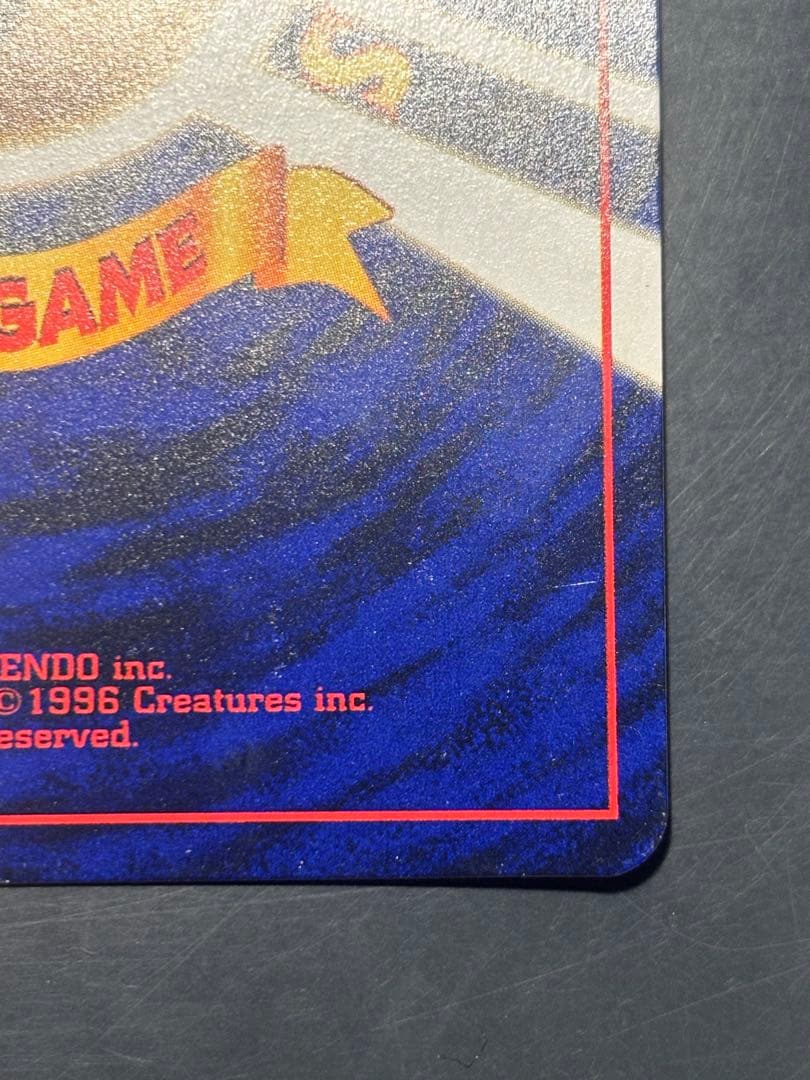 S
GAME
ENDO inc.
©1996 Creatures inc.
eserved.